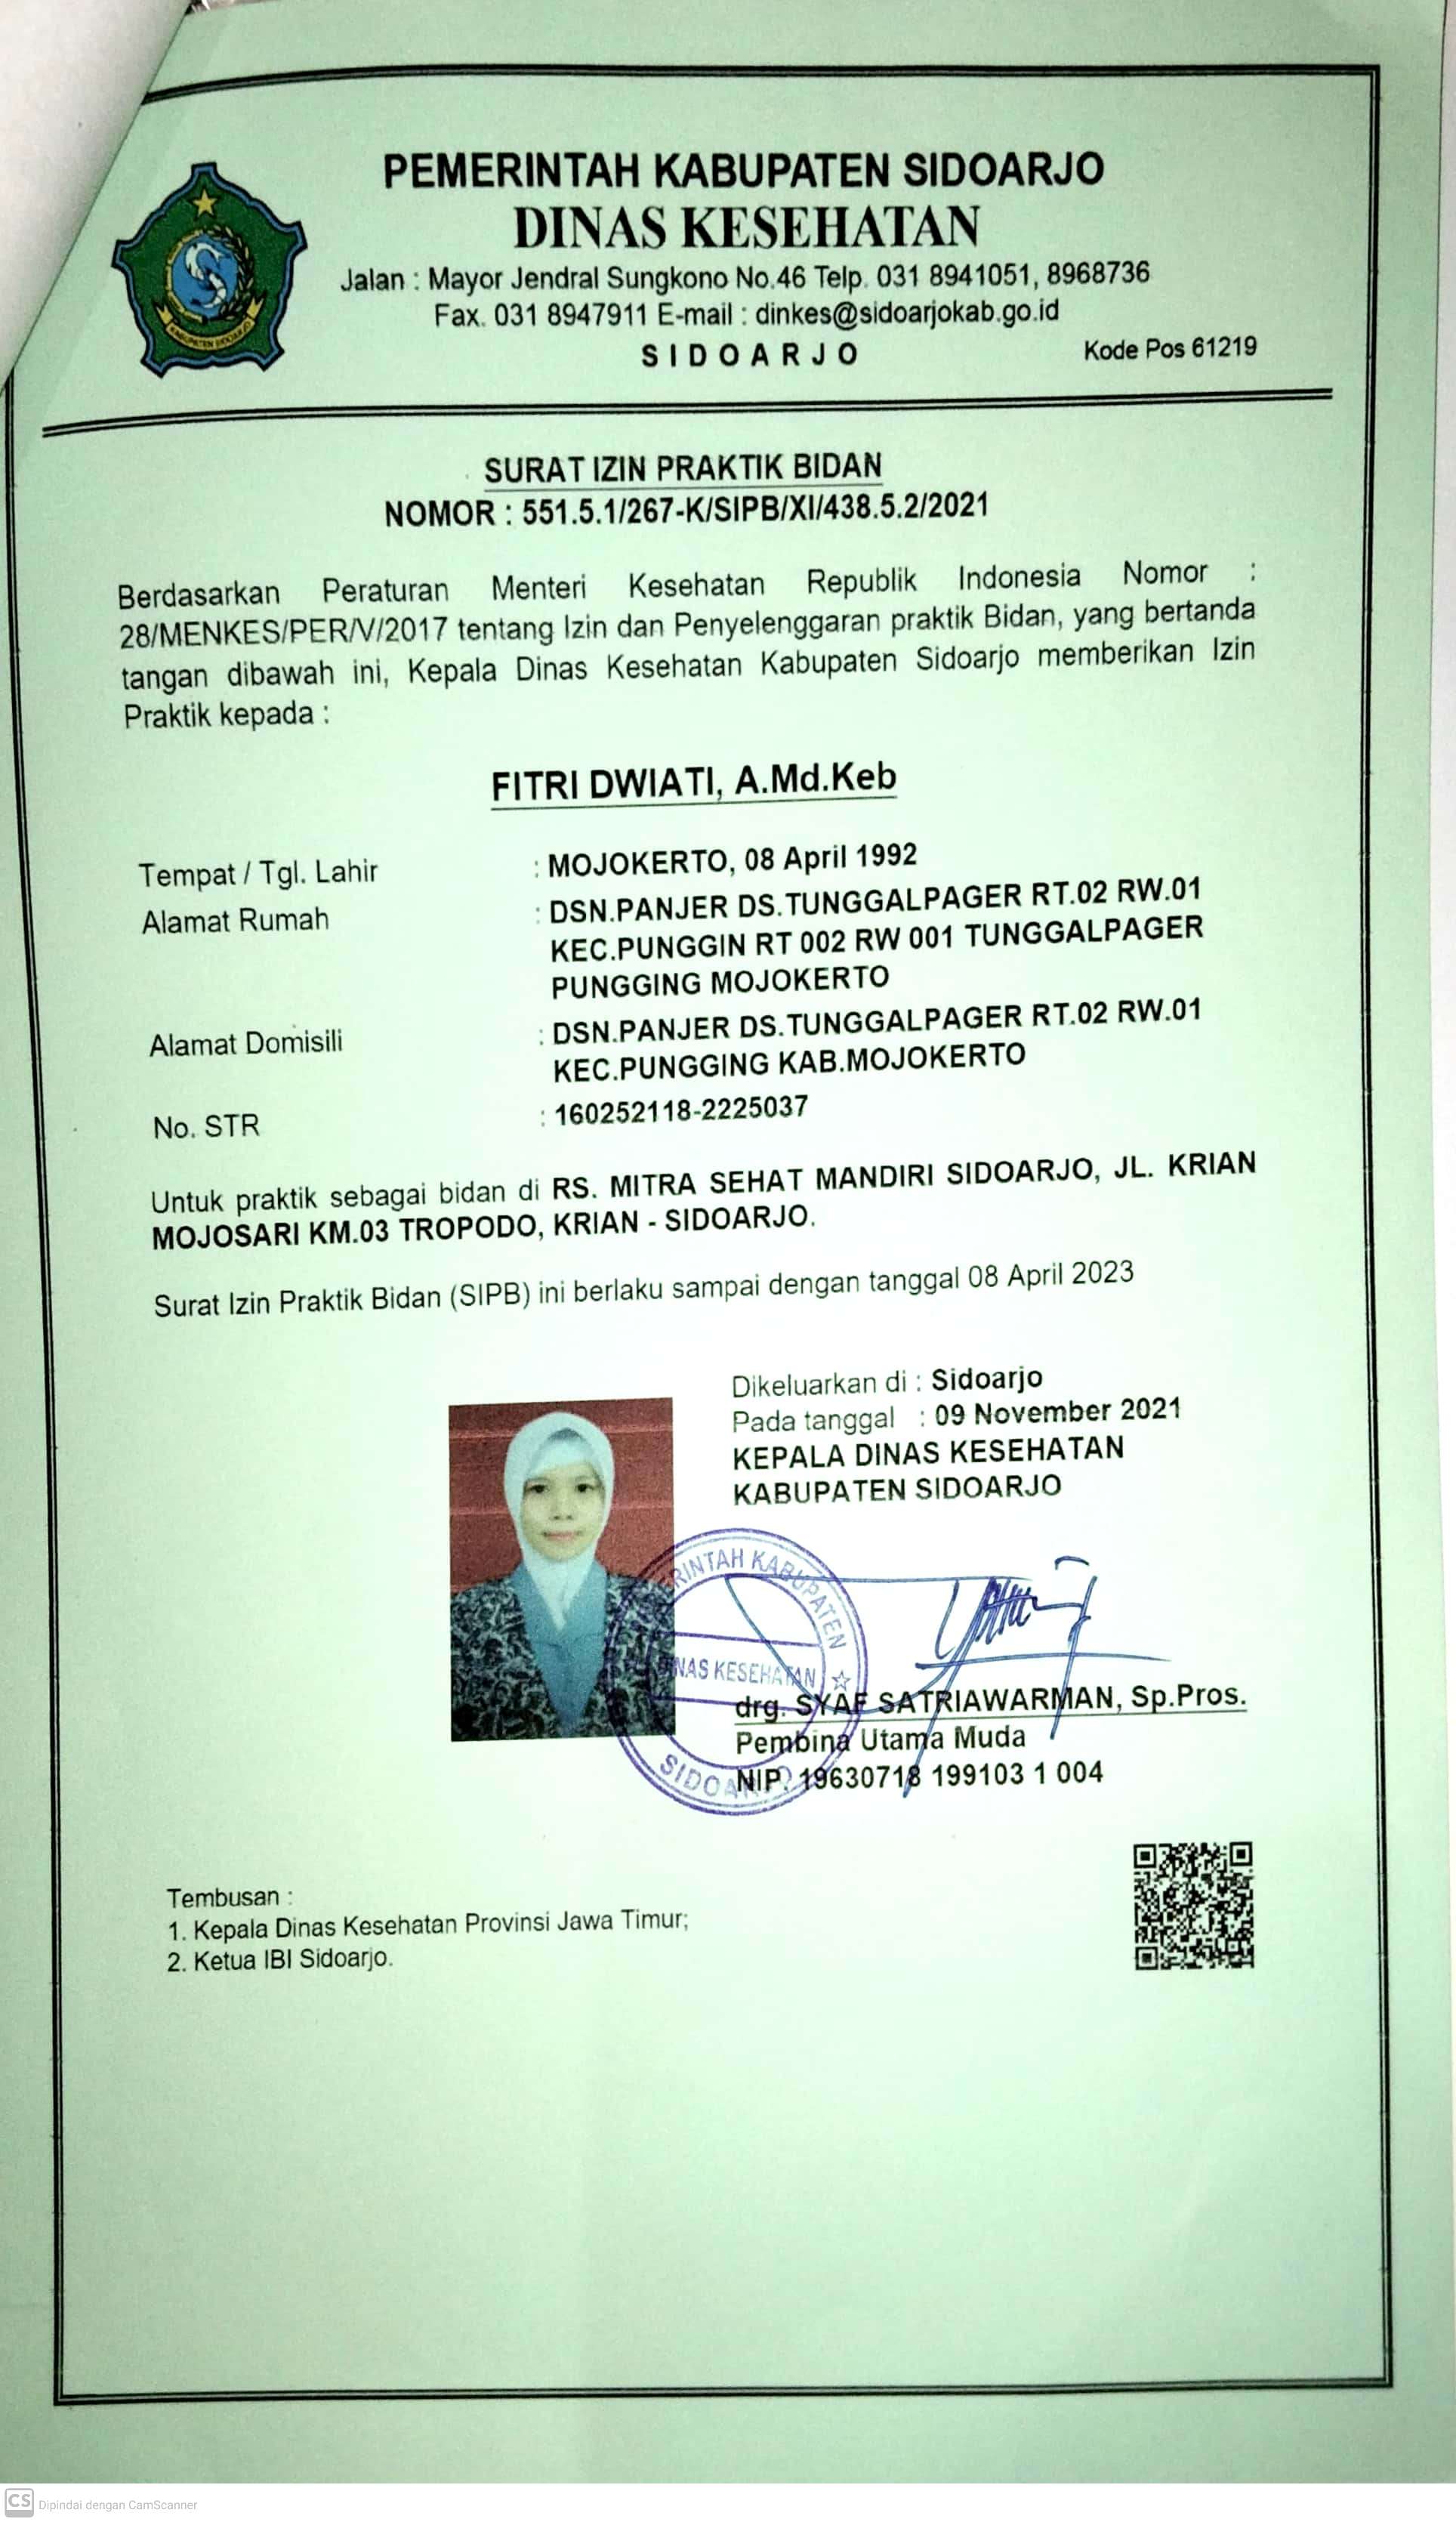 PEMERINTAH KABUPATEN SIDOARJO
DINAS KESEHATAN
Jalan : Mayor Jendral Sungkono No.46 Telp. 031 8941051, 8968736
Fax. 031 8947911 E-mail : dinkes@sidoarjokab.go.id
SIDOARJO
Kode Pos 61219
KABUPATEN SIDOARJO
SURAT IZIN PRAKTIK BIDAN
NOMOR : 551.5.1/267-K/SIPB/XI/438.5.2/2021
Berdasarkan Peraturan Menteri Kesehatan Republik Indonesia Nomor :
28/MENKES/PER/V/2017 tentang Izin dan Penyelenggaran praktik Bidan, yang bertanda
tangan dibawah ini, Kepala Dinas Kesehatan Kabupaten Sidoarjo memberikan Izin
Praktik kepada :
FITRI DWIATI, A.Md.Keb
Tempat / Tgl. Lahir : MOJOKERTO, 08 April 1992
Alamat Rumah : DSN.PANJER DS.TUNGGALPAGER RT.02 RW.01
KEC.PUNGGIN RT 002 RW 001 TUNGGALPAGER
PUNGGING MOJOKERTO
Alamat Domisili : DSN.PANJER DS.TUNGGALPAGER RT.02 RW.01
KEC.PUNGGING KAB.MOJOKERTO
No. STR : 160252118-2225037
Untuk praktik sebagai bidan di RS. MITRA SEHAT MANDIRI SIDOARJO, JL. KRIAN
MOJOSARI KM.03 TROPODO, KRIAN - SIDOARJO.
Surat Izin Praktik Bidan (SIPB) ini berlaku sampai dengan tanggal 08 April 2023
Dikeluarkan di : Sidoarjo
Pada tanggal : 09 November 2021
KEPALA DINAS KESEHATAN
KABUPATEN SIDOARJO
RINTAH KABUPATEN
NAS KESEHATAN
SIDOARJO
drg. SYAF SATRIAWARMAN, Sp.Pros.
Pembina Utama Muda
NIP. 19630718 199103 1 004
Tembusan :
1. Kepala Dinas Kesehatan Provinsi Jawa Timur;
2. Ketua IBI Sidoarjo.
CS Dipindai dengan CamScanner